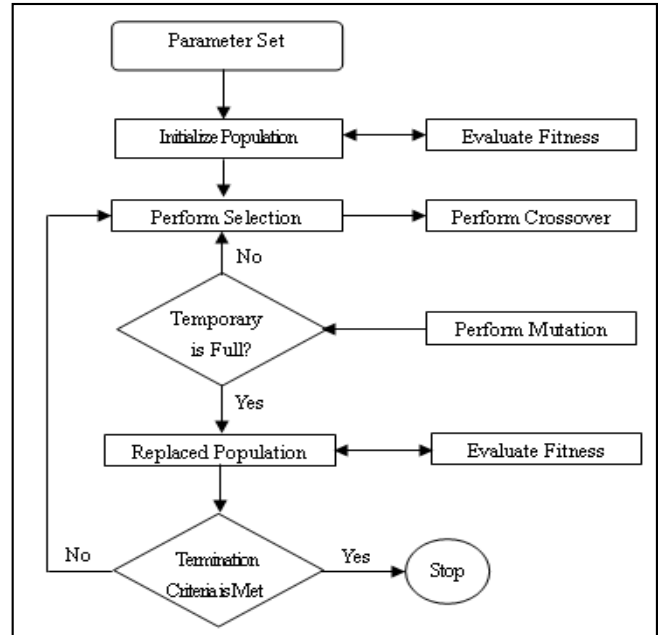 Parameter Set
Initialize Population
Evaluate Fitness
Perform Selection
Perform Crossover
No
Temporary
is Full?
Perform Mutation
Yes
Replaced Population
Evaluate Fitness
No
Termination
Criteria is Met
Yes
Stop